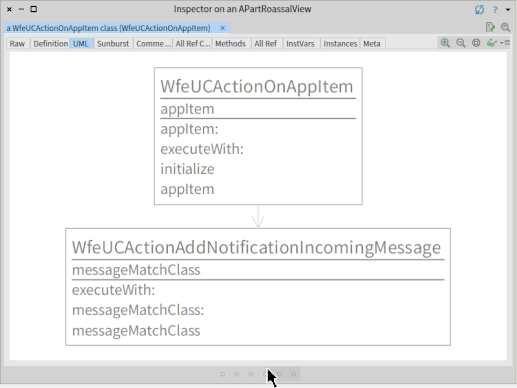 Inspector on an APartRoassalView
a WfeUCActionOnAppItem class (WfeUCActionOnAppItem)
Raw Definition UML Sunburst Comme... All Ref C... Methods All Ref InstVars Instances Meta
WfeUCActionOnAppItem
appItem
appItem:
executeWith:
initialize
appItem
WfeUCActionAddNotificationIncomingMessage
messageMatchClass
executeWith:
messageMatchClass:
messageMatchClass